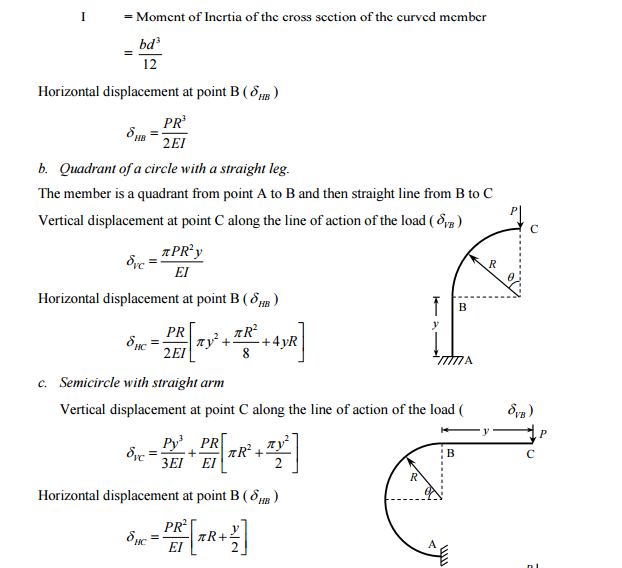 I = Moment of Inertia of the cross section of the curved member
= bd³/12
Horizontal displacement at point B ( δ_HB )
δ_HB = PR³/2EI
b. Quadrant of a circle with a straight leg.
The member is a quadrant from point A to B and then straight line from B to C
Vertical displacement at point C along the line of action of the load ( δ_VB )
P
C
δ_VC = πPR²y/EI
R
θ
Horizontal displacement at point B ( δ_HB )
B
y
δ_HC = PR/2EI [ πy² + πR²/8 + 4yR ]
A
c. Semicircle with straight arm
Vertical displacement at point C along the line of action of the load ( δ_VB )
y
P
δ_VC = Py³/3EI + PR/EI [ πR² + πy²/2 ]
B
C
R
θ
Horizontal displacement at point B ( δ_HB )
δ_HC = PR²/EI [ πR + y/2 ]
A